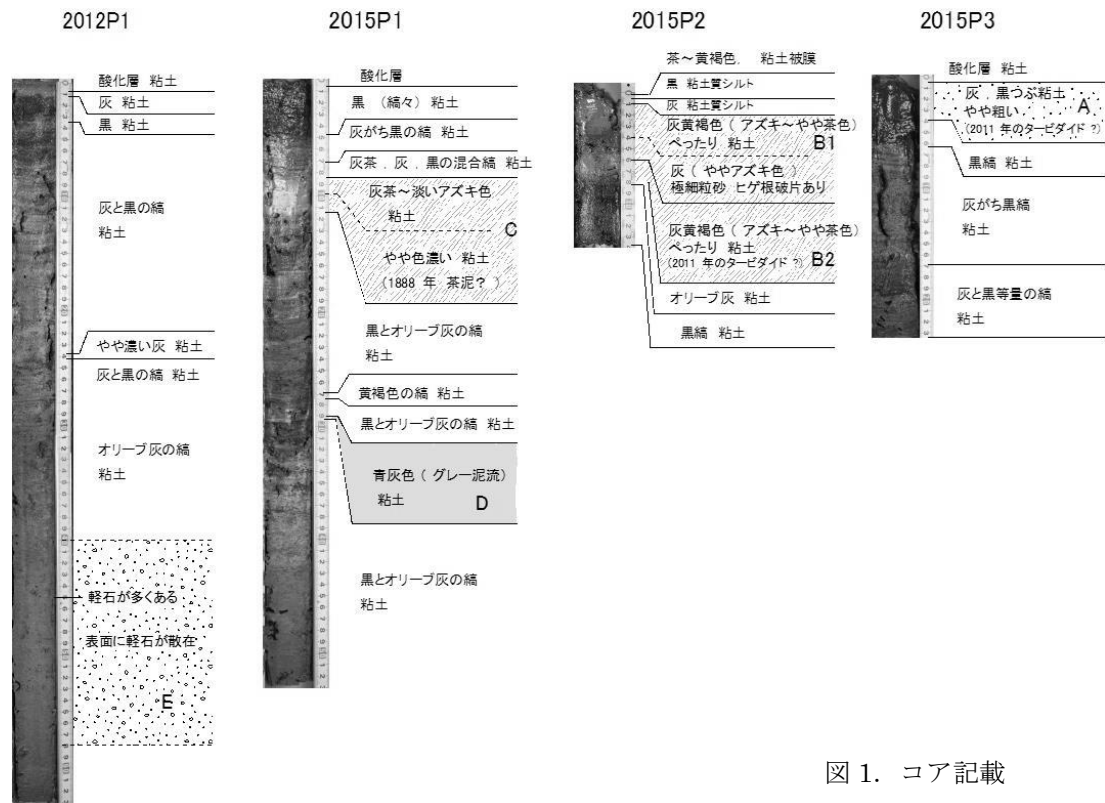 2012P1
酸化層 粘土
灰 粘土
黒 粘土
灰と黒の縞
粘土
やや濃い灰 粘土
灰と黒の縞 粘土
オリーブ灰の縞
粘土
軽石が多くある
表面に軽石が散在
E
2015P1
酸化層
黒 (縞々) 粘土
灰がち黒の縞 粘土
灰茶．灰．黒の混合縞 粘土
灰茶～淡いアズキ色
粘土
C
やや色濃い 粘土
(1888 年 茶泥? )
黒とオリーブ灰の縞
粘土
黄褐色の縞 粘土
黒とオリーブ灰の縞 粘土
青灰色 ( グレー泥流)
粘土
D
黒とオリーブ灰の縞
粘土
2015P2
茶～黄褐色． 粘土被膜
黒 粘土質シルト
灰 粘土質シルト
灰黄褐色 ( アズキ～やや茶色)
べったり 粘土 B1
灰 ( ややアズキ色 )
極細粒砂 ヒゲ根破片あり
灰黄褐色 ( アズキ～やや茶色)
べったり 粘土
(2011 年のタービダイド ?) B2
オリーブ灰 粘土
黒縞 粘土
2015P3
酸化層 粘土
灰．黒つぶ粘土
A
やや粗い
(2011 年のタービダイド ?)
黒縞 粘土
灰がち黒縞
粘土
灰と黒等量の縞
粘土
図 1. コア記載